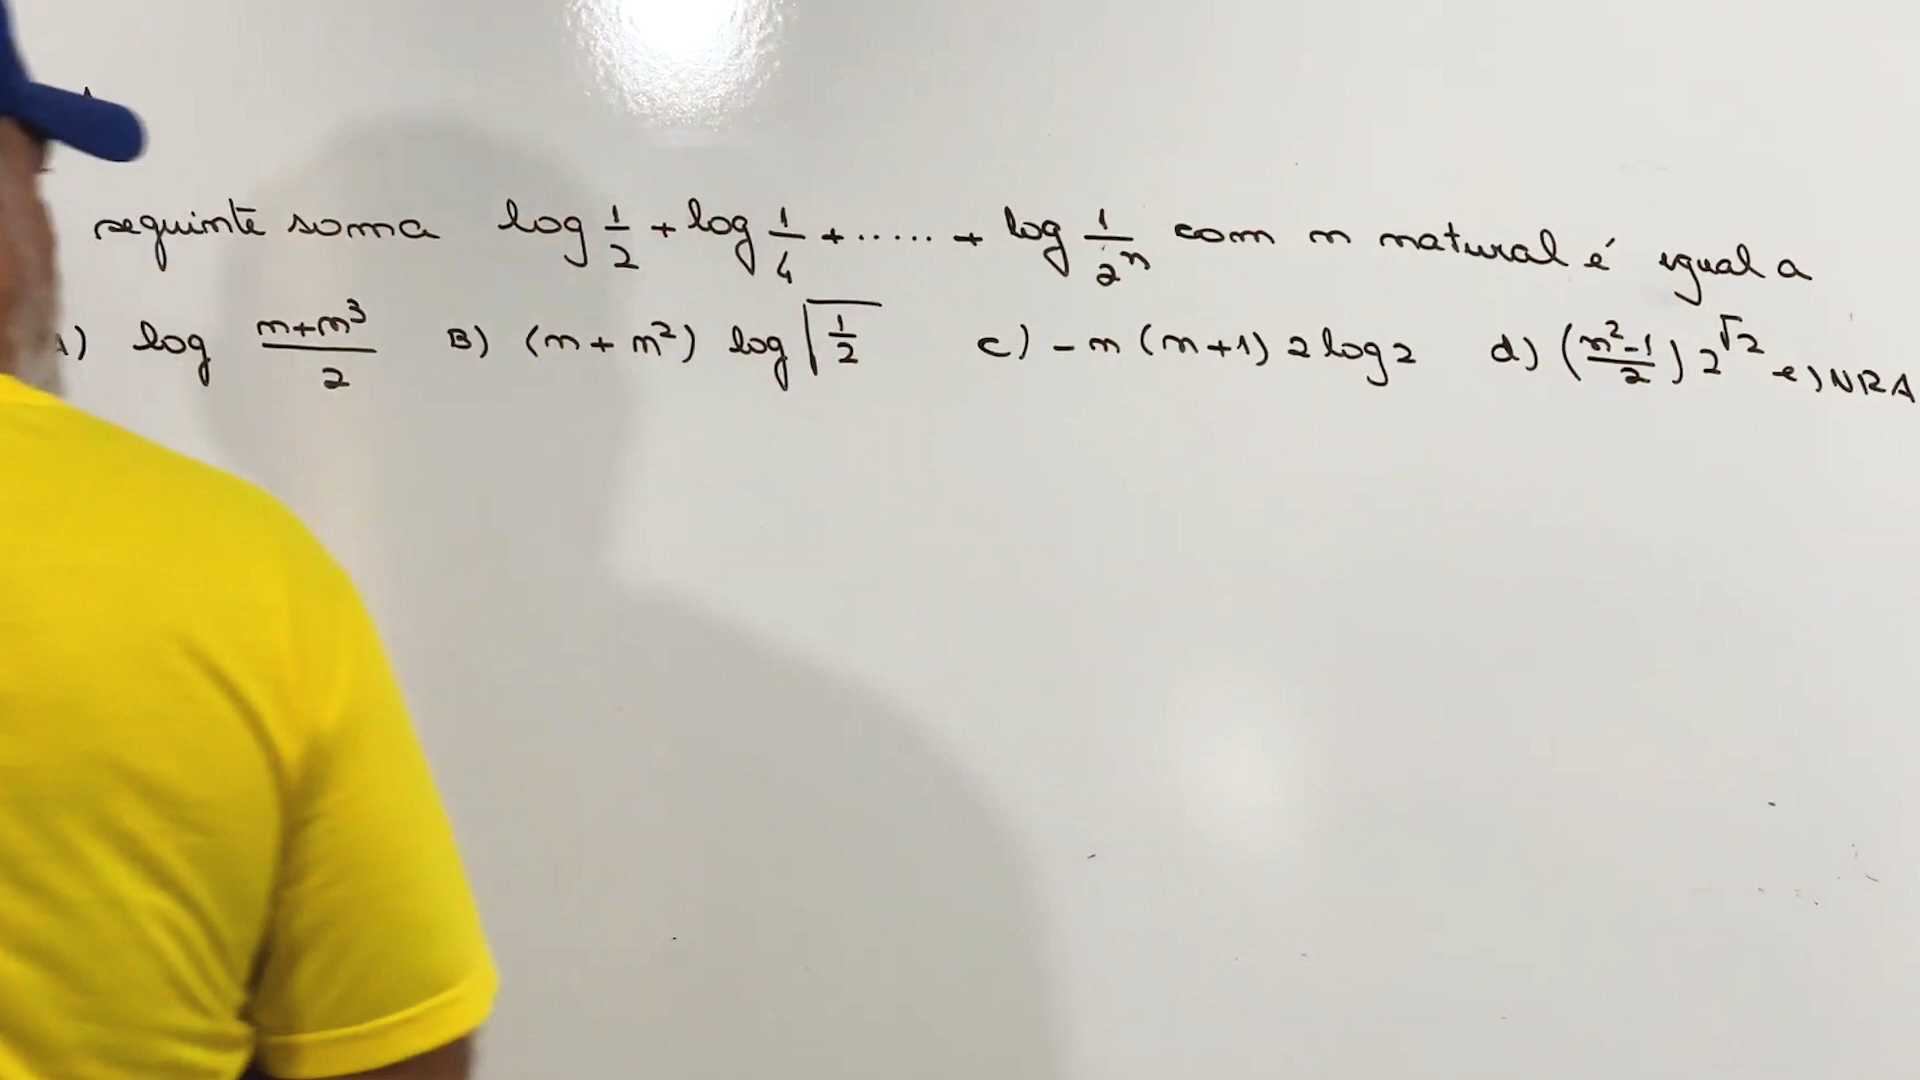 seguinte soma log 1/2 + log 1/4 + ..... + log 1/2ⁿ com n natural é igual a
A) log (n+n³)/2 B) (n+n²) log √(1/2) c) -n(n+1) 2 log 2 d) ((n²-1)/2) 2^√2 e) NRA